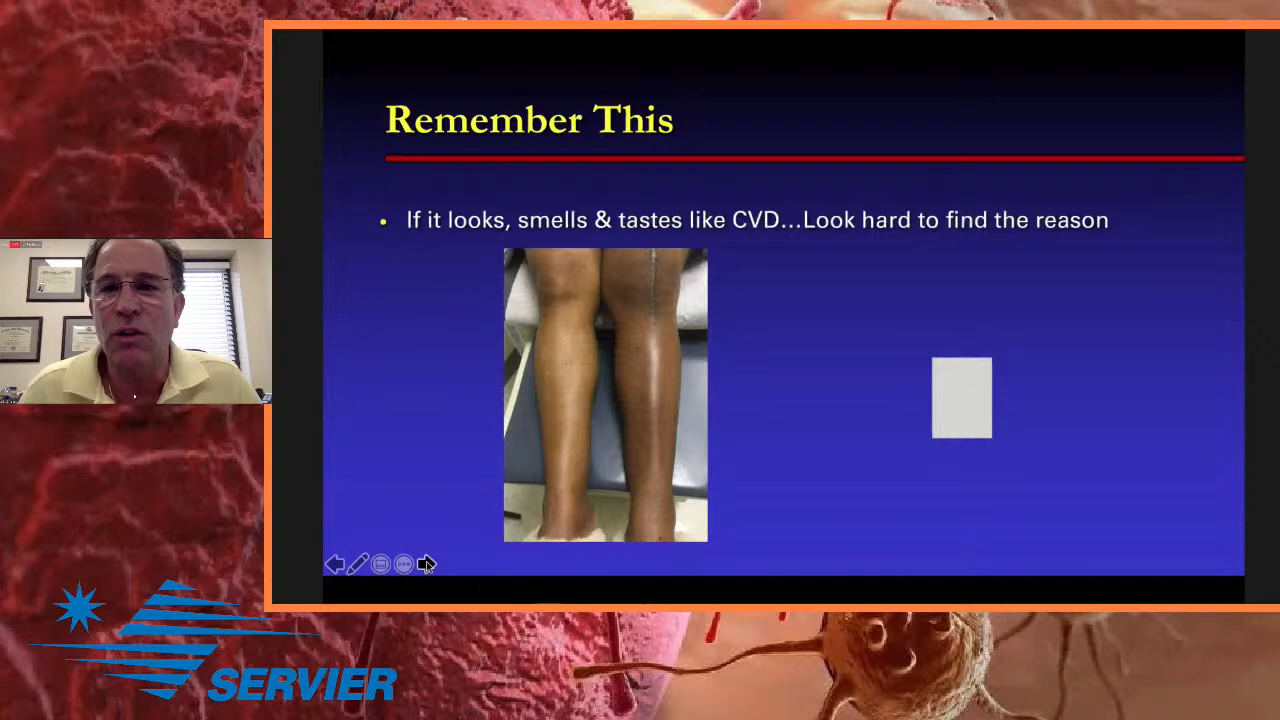 Remember This
• If it looks, smells & tastes like CVD...Look hard to find the reason
SERVIER